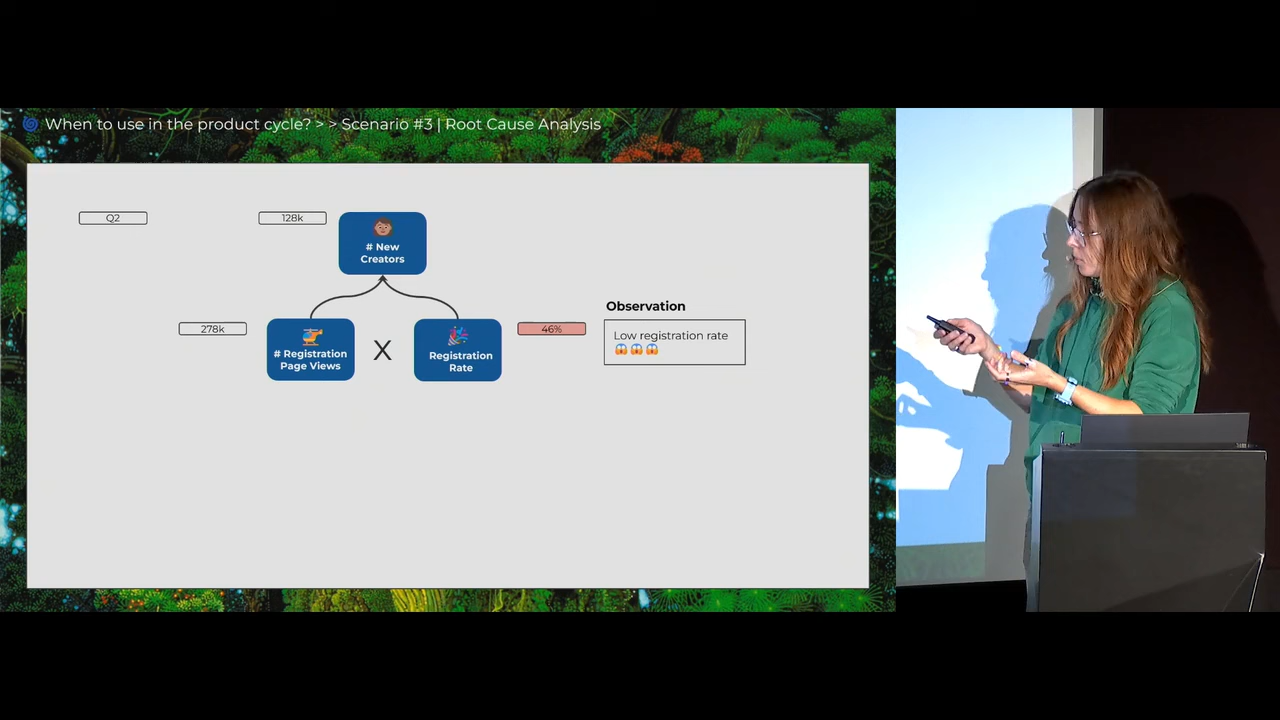 When to use in the product cycle? > > Scenario #3 | Root Cause Analysis
Q2
128k
# New
Creators
278k
# Registration
Page Views
X
Registration
Rate
46%
Observation
Low registration rate
😱 😱 😱